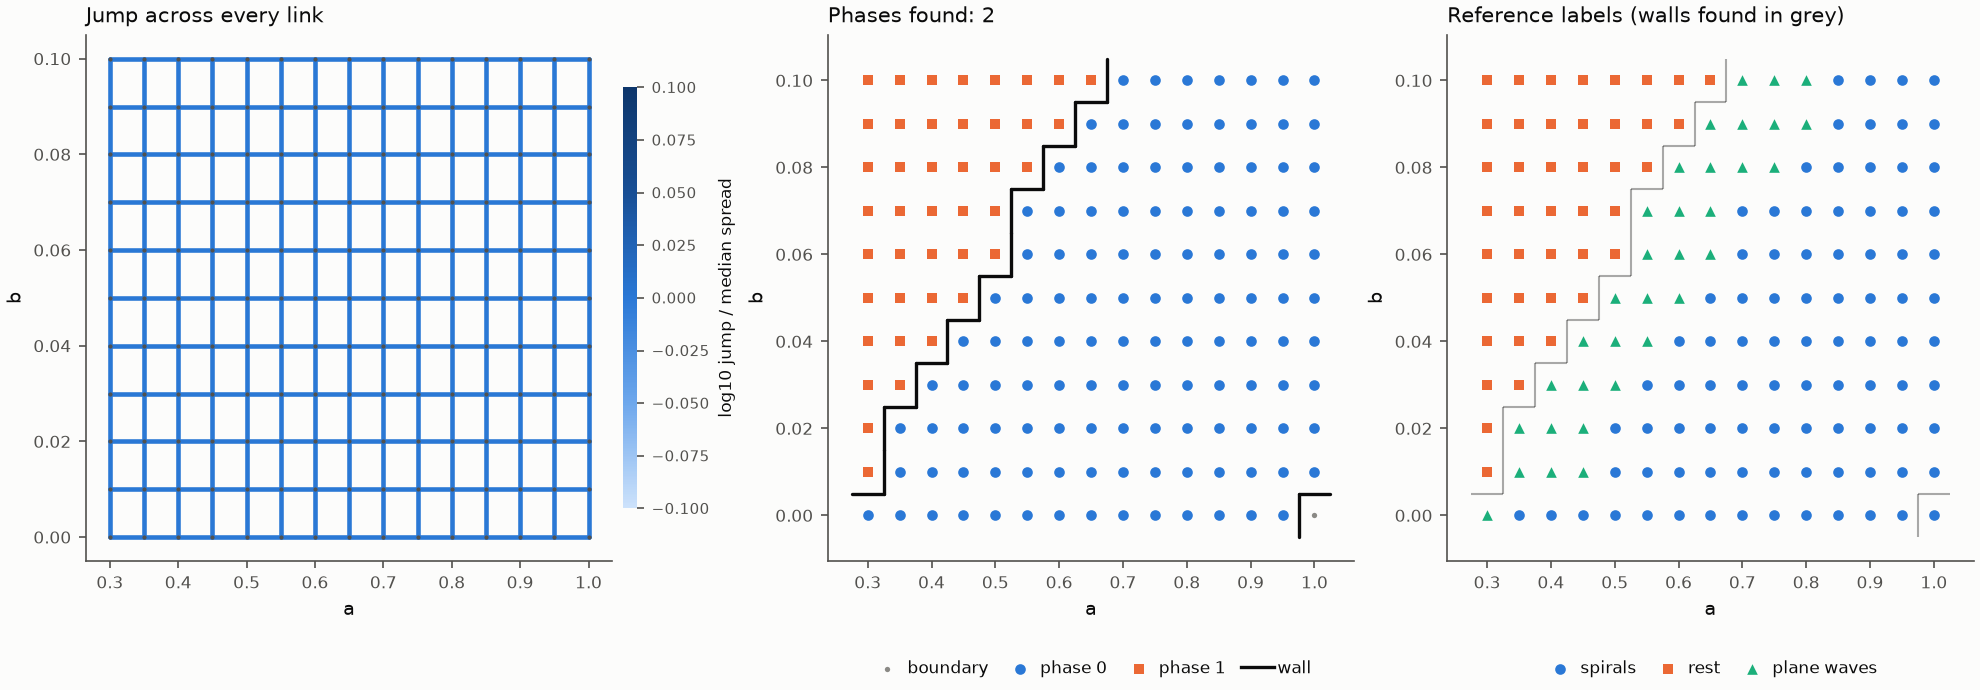 Jump across every link
0.10
0.08
0.06
0.04
0.02
0.00
b
0.3 0.4 0.5 0.6 0.7 0.8 0.9 1.0
a
0.100
0.075
0.050
0.025
0.000
−0.025
−0.050
−0.075
−0.100
log10 jump / median spread
Phases found: 2
0.10
0.08
0.06
0.04
0.02
0.00
b
0.3 0.4 0.5 0.6 0.7 0.8 0.9 1.0
a
boundary phase 0 phase 1 wall
Reference labels (walls found in grey)
0.10
0.08
0.06
0.04
0.02
0.00
b
0.3 0.4 0.5 0.6 0.7 0.8 0.9 1.0
a
spirals rest plane waves